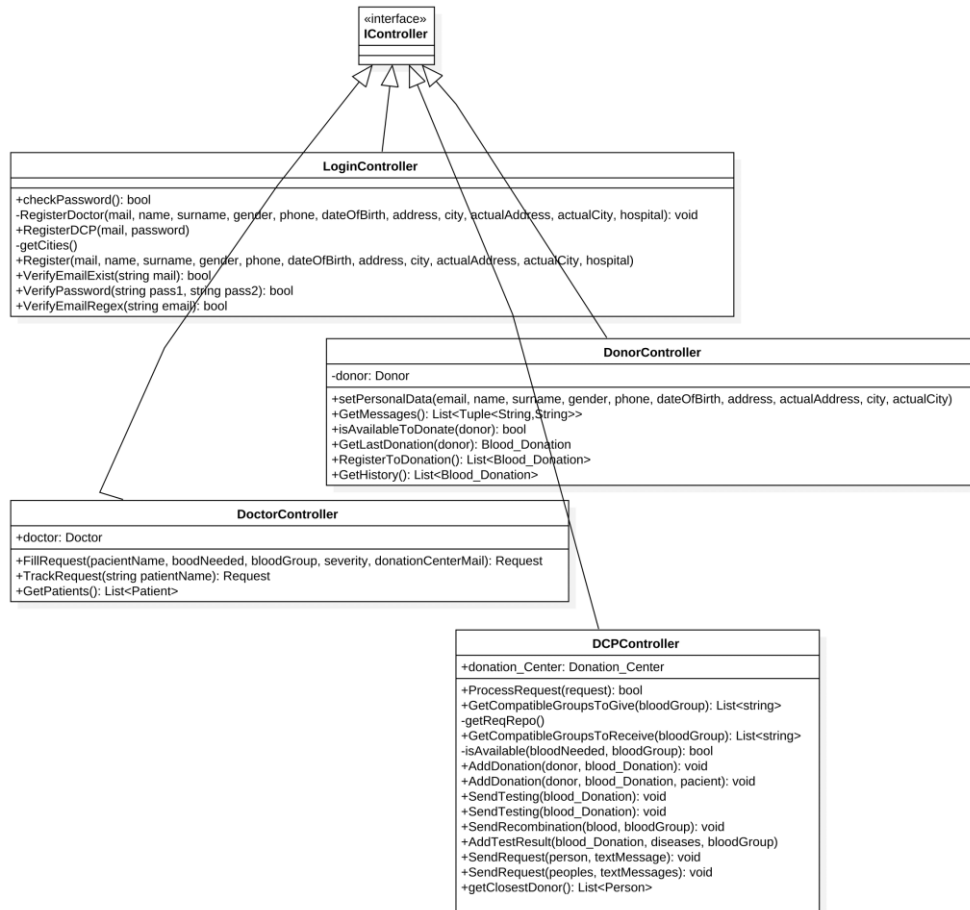 «interface»
IController
LoginController
+checkPassword(): bool
-RegisterDoctor(mail, name, surname, gender, phone, dateOfBirth, address, city, actualAddress, actualCity, hospital): void
+RegisterDCP(mail, password)
-getCities()
+Register(mail, name, surname, gender, phone, dateOfBirth, address, city, actualAddress, actualCity, hospital)
+VerifyEmailExist(string mail): bool
+VerifyPassword(string pass1, string pass2): bool
+VerifyEmailRegex(string email): bool
DonorController
-donor: Donor
+setPersonalData(email, name, surname, gender, phone, dateOfBirth, address, actualAddress, city, actualCity)
+GetMessages(): List<Tuple<String,String>>
+isAvailableToDonate(donor): bool
+GetLastDonation(donor): Blood_Donation
+RegisterToDonation(): List<Blood_Donation>
+GetHistory(): List<Blood_Donation>
DoctorController
+doctor: Doctor
+FillRequest(pacientName, boodNeeded, bloodGroup, severity, donationCenterMail): Request
+TrackRequest(string patientName): Request
+GetPatients(): List<Patient>
DCPController
+donation_Center: Donation_Center
+ProcessRequest(request): bool
+GetCompatibleGroupsToGive(bloodGroup): List<string>
-getReqRepo()
+GetCompatibleGroupsToReceive(bloodGroup): List<string>
-isAvailable(bloodNeeded, bloodGroup): bool
+AddDonation(donor, blood_Donation): void
+AddDonation(donor, blood_Donation, pacient): void
+SendTesting(blood_Donation): void
+SendTesting(blood_Donation): void
+SendRecombination(blood, bloodGroup): void
+AddTestResult(blood_Donation, diseases, bloodGroup)
+SendRequest(person, textMessage): void
+SendRequest(peoples, textMessages): void
+getClosestDonor(): List<Person>